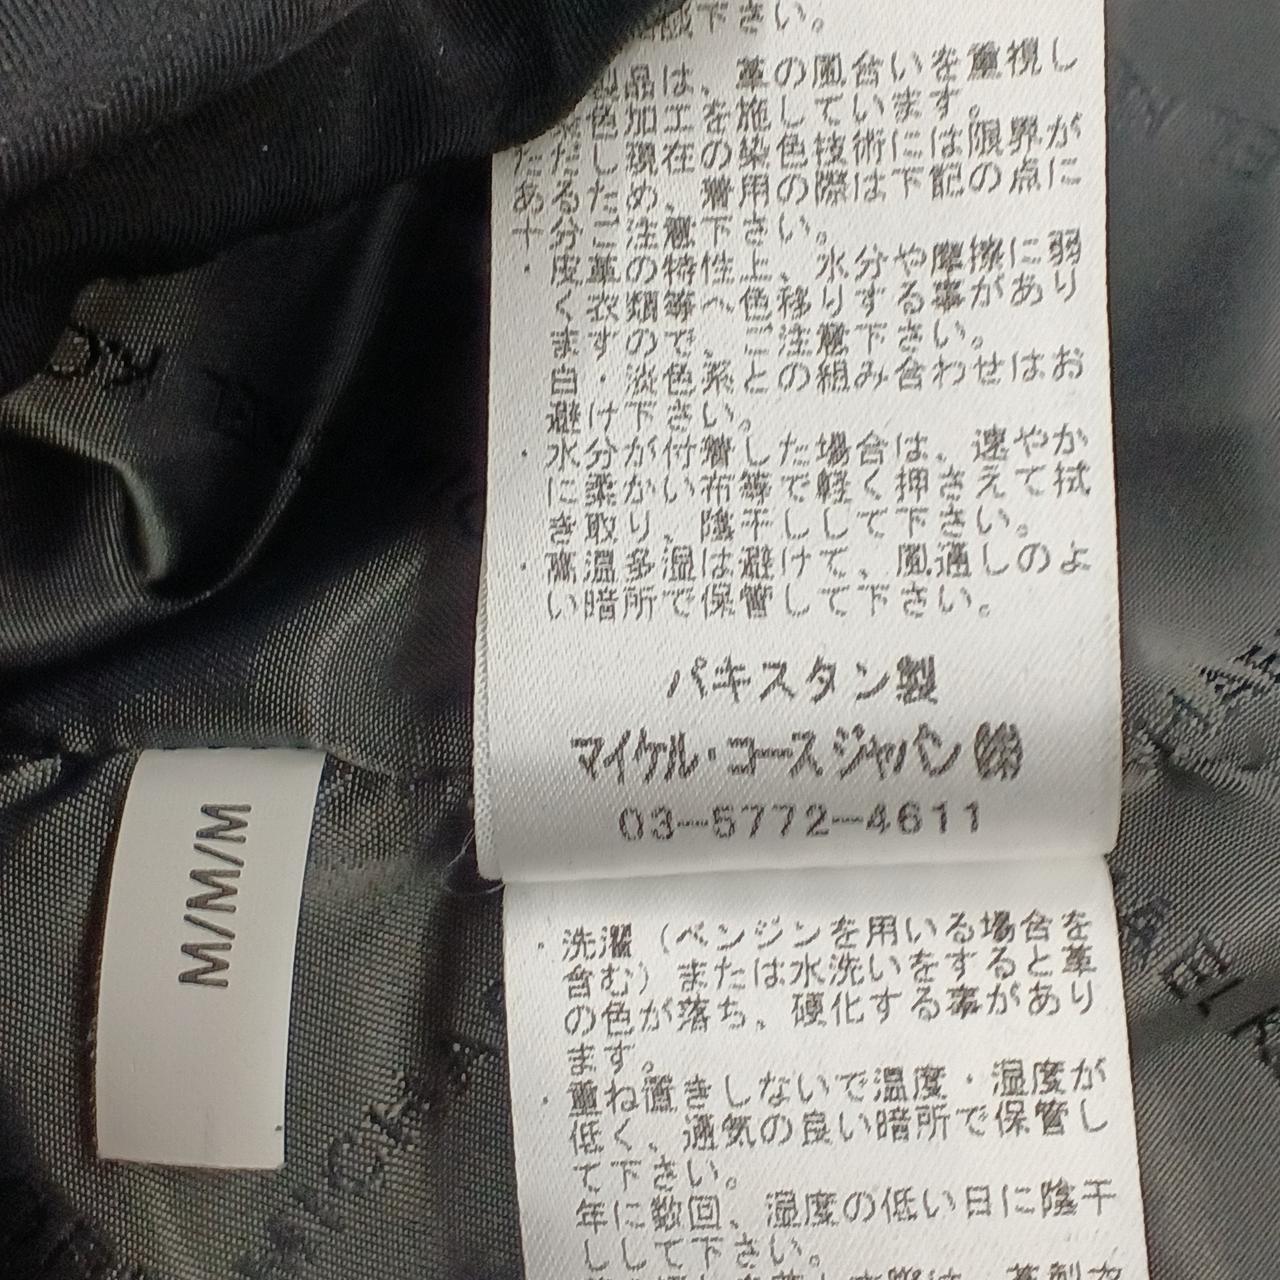 下さい。
製品は、革の風合いを重視し
色加工を施しています。
ただし現在の染色技術には限界が
あるため、着用の際は下記の点に
十分ご注意下さい。
・皮革の特性上、水分や摩擦に弱
く衣類等へ色移りする事があり
ますので、ご注意下さい。
白・淡色系との組み合わせはお
避け下さい。
・水分が付着した場合は、速やか
に柔かい布等で軽く押さえて拭
き取り、陰干しして下さい。
・高温多湿は避けて、風通しのよ
い暗所で保管して下さい。
パキスタン製
マイケル・コースジャパン㈱
03-5772-4611
M/M/M
・洗濯（ベンジンを用いる場合を
含む）または水洗いをすると革
の色が落ち、硬化する事があり
ます。
・重ね置きしないで温度・湿度が
低く、通気の良い暗所で保管し
て下さい。
年に数回、湿度の低い日に陰干
しして下さい。